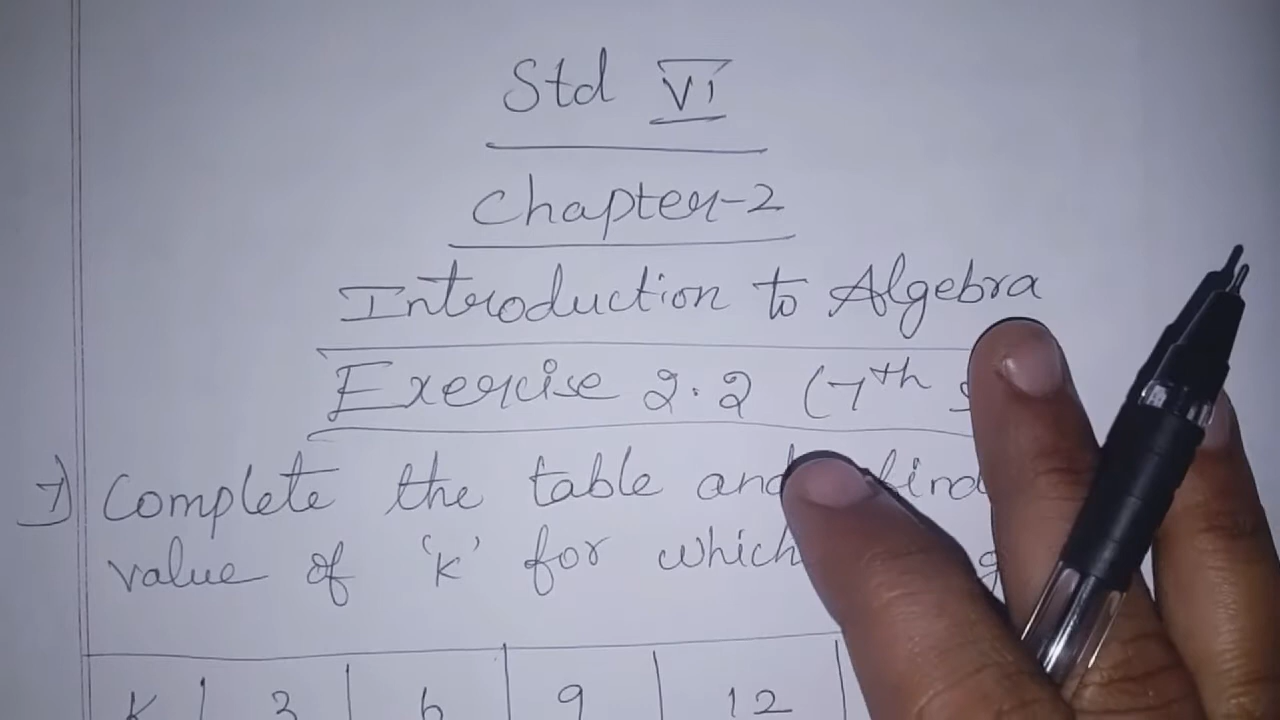 Std VI
Chapter-2
Introduction to Algebra
Exercise 2.2 (7th
7) Complete the table and find
value of 'k' for which
K 3 6 9 12